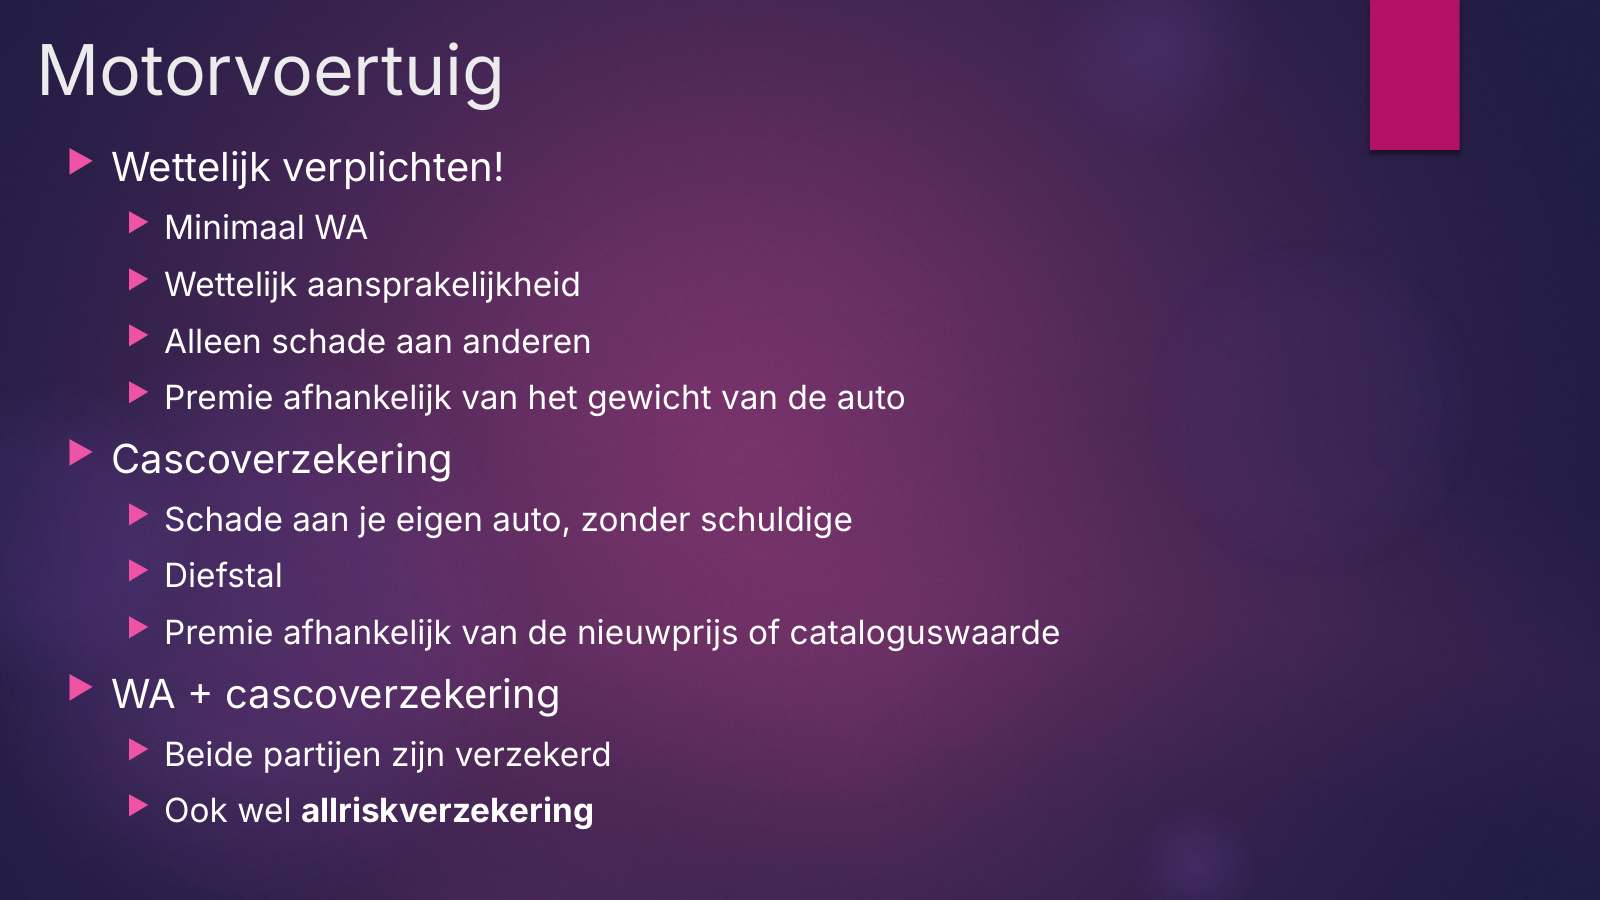 Motorvoertuig
Wettelijk verplichten!
Minimaal WA
Wettelijk aansprakelijkheid
Alleen schade aan anderen
Premie afhankelijk van het gewicht van de auto
Cascoverzekering
Schade aan je eigen auto, zonder schuldige
Diefstal
Premie afhankelijk van de nieuwprijs of cataloguswaarde
WA + cascoverzekering
Beide partijen zijn verzekerd
Ook wel allriskverzekering